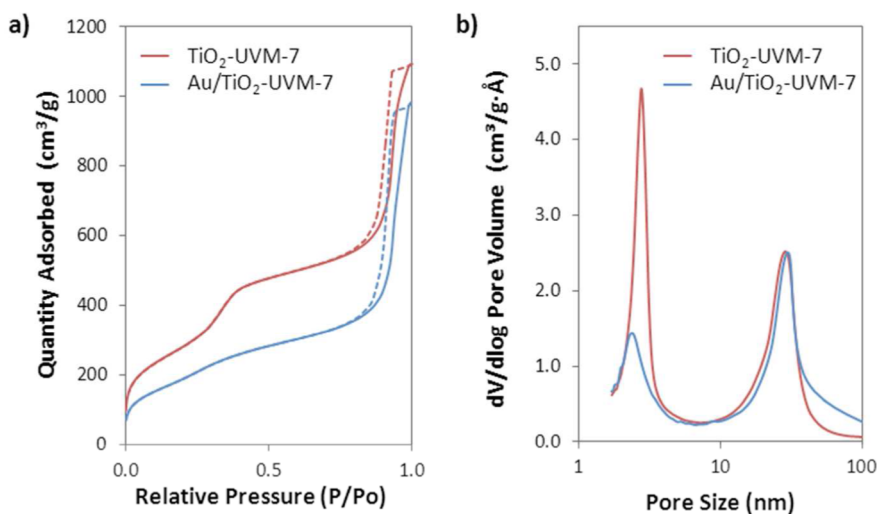 a)
1200
1000
800
600
400
200
0
0.0
0.5
1.0
Quantity Adsorbed (cm³/g)
Relative Pressure (P/Po)
TiO₂-UVM-7
Au/TiO₂-UVM-7
b)
5.0
4.0
3.0
2.0
1.0
0.0
1
10
100
dV/dlog Pore Volume (cm³/g·Å)
Pore Size (nm)
TiO₂-UVM-7
Au/TiO₂-UVM-7